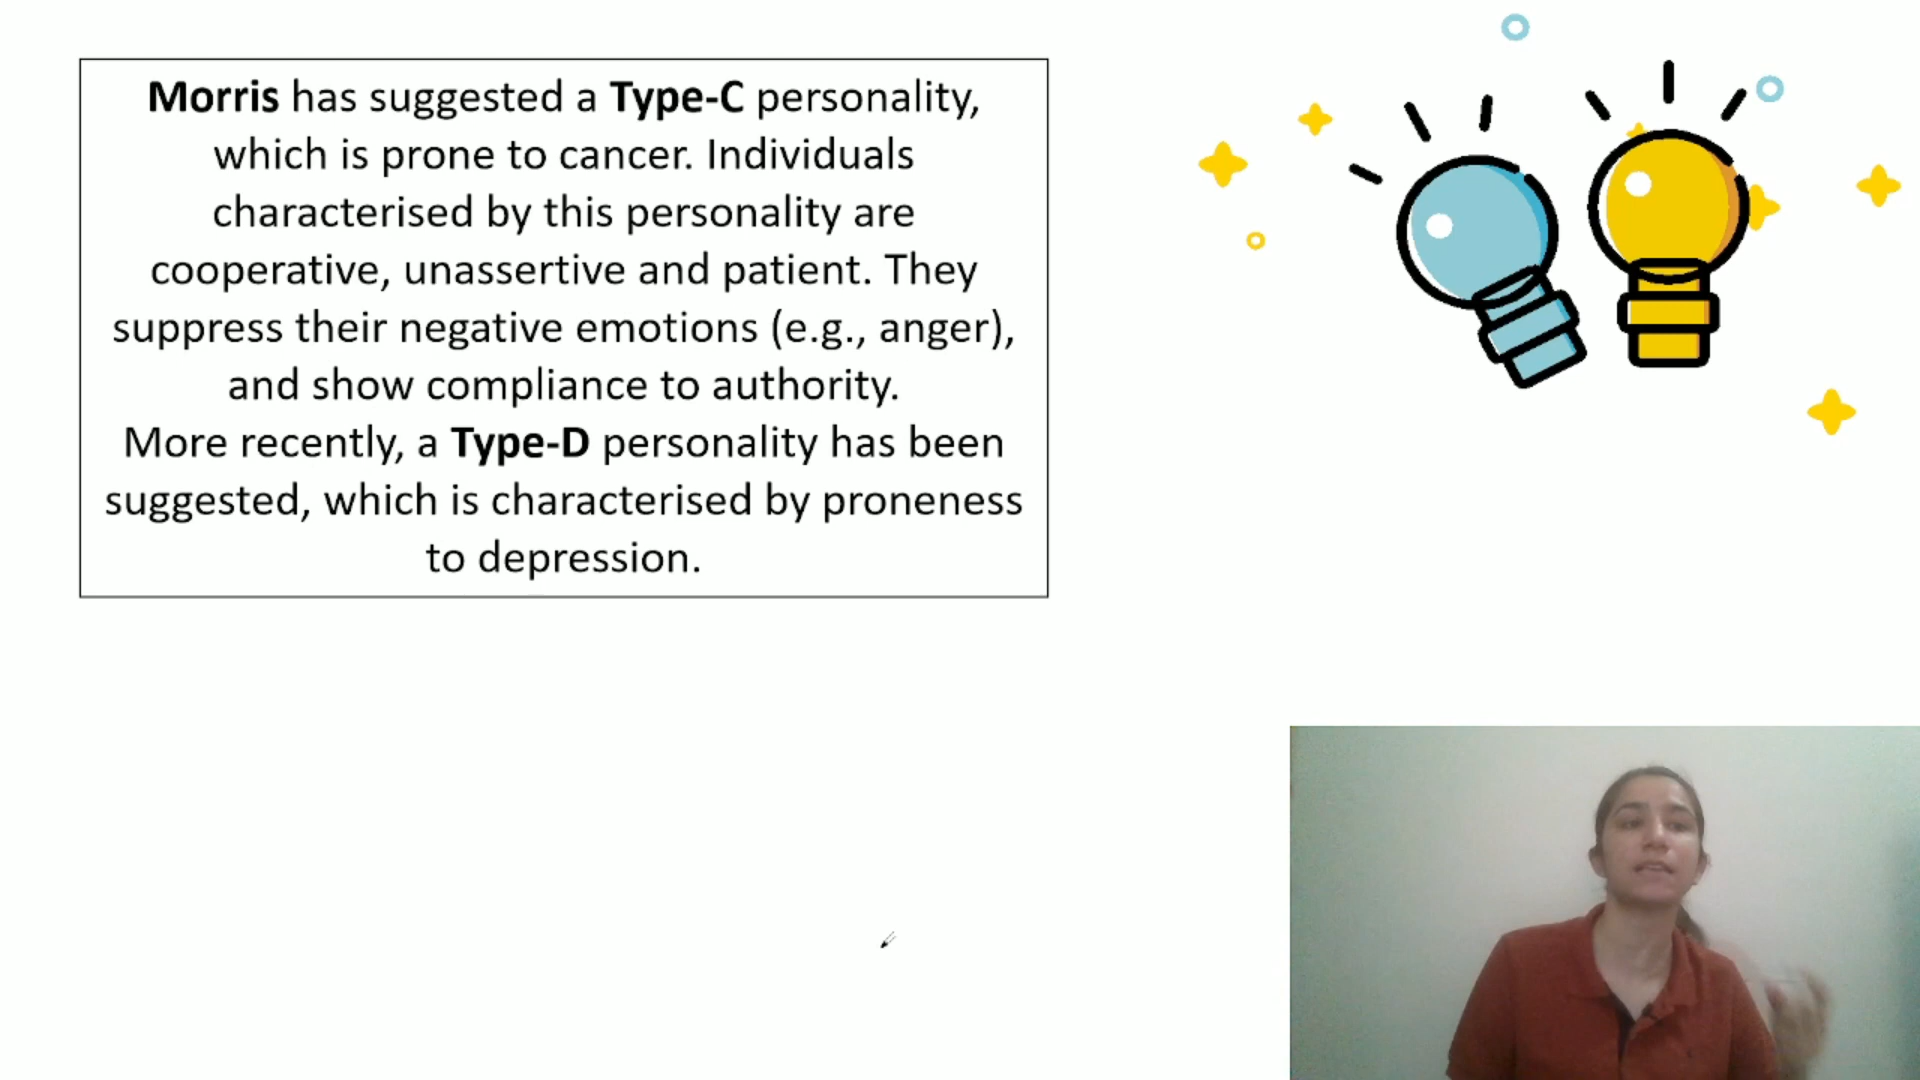 Morris has suggested a Type-C personality,
which is prone to cancer. Individuals
characterised by this personality are
cooperative, unassertive and patient. They
suppress their negative emotions (e.g., anger),
and show compliance to authority.
More recently, a Type-D personality has been
suggested, which is characterised by proneness
to depression.